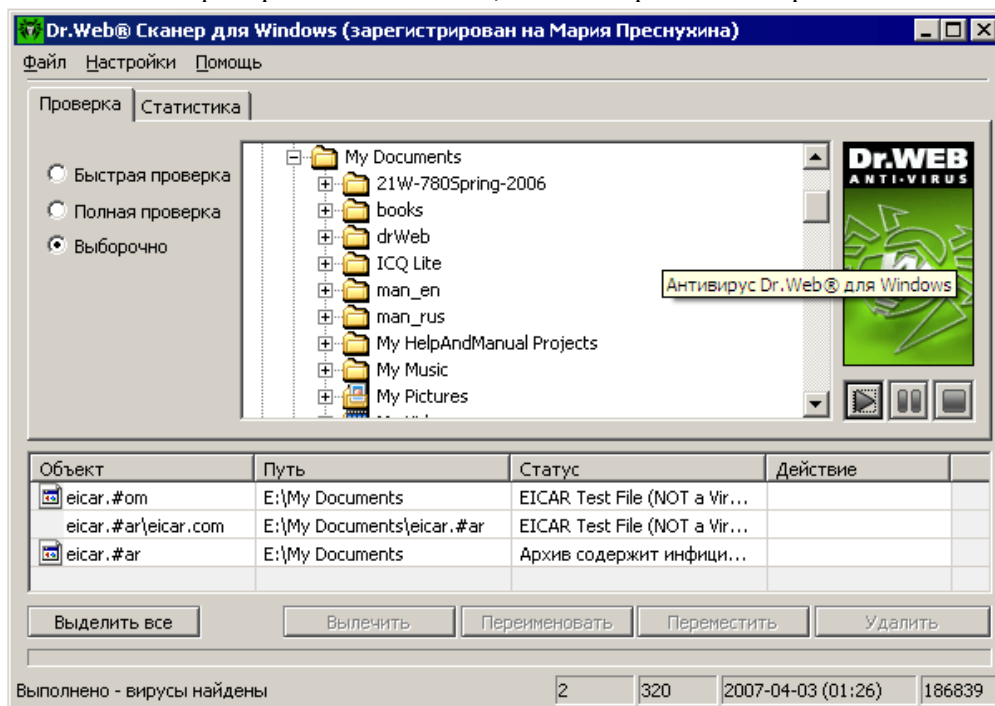 Dr.Web® Сканер для Windows (зарегистрирован на Мария Преснухина)
Файл Настройки Помощь
Проверка Статистика
Быстрая проверка
Полная проверка
Выборочно
My Documents
21W-780Spring-2006
books
drWeb
ICQ Lite
man_en
man_rus
My HelpAndManual Projects
My Music
My Pictures
Dr.WEB
ANTI-VIRUS
Антивирус Dr.Web® для Windows
Объект Путь Статус Действие
eicar.#om E:\My Documents EICAR Test File (NOT a Vir...
eicar.#ar\eicar.com E:\My Documents\eicar.#ar EICAR Test File (NOT a Vir...
eicar.#ar E:\My Documents Архив содержит инфици...
Выделить все Вылечить Переименовать Переместить Удалить
Выполнено - вирусы найдены 2 320 2007-04-03 (01:26) 186839